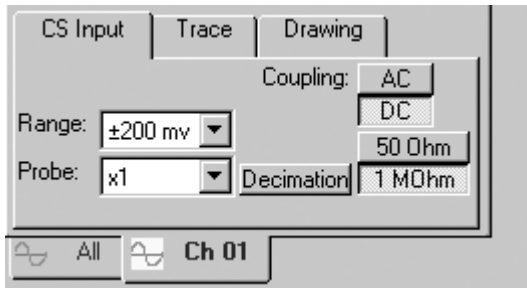 CS Input Trace Drawing
Coupling: AC
DC
Range: ±200 mv
50 Ohm
Probe: x1 Decimation 1 MOhm
All Ch 01